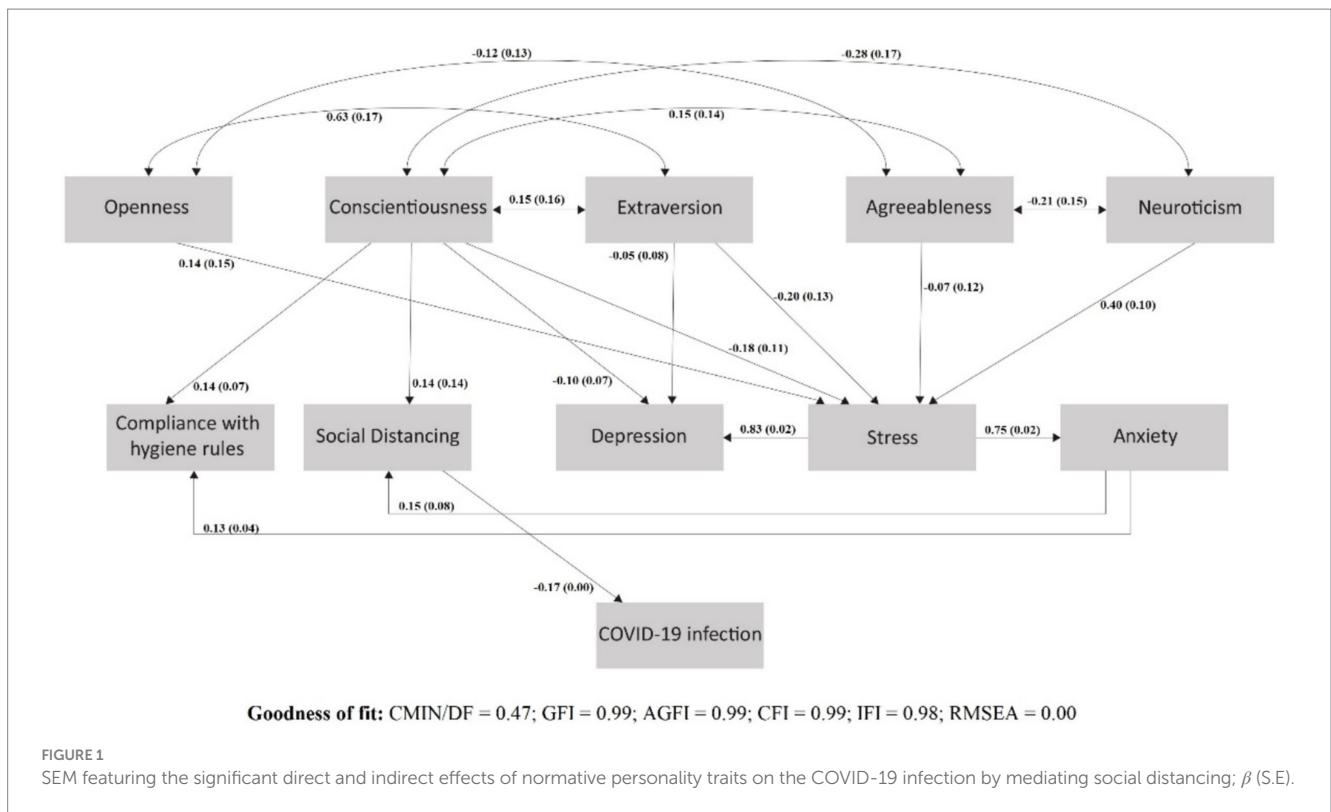 -0.12 (0.13)
-0.28 (0.17)
0.63 (0.17)
0.15 (0.14)
Openness
Conscientiousness
0.15 (0.16)
Extraversion
Agreeableness
-0.21 (0.15)
Neuroticism
0.14 (0.15)
-0.05 (0.08)
-0.20 (0.13)
-0.07 (0.12)
0.40 (0.10)
-0.18 (0.11)
0.14 (0.07)
0.14 (0.14)
-0.10 (0.07)
Compliance with
hygiene rules
Social Distancing
Depression
0.83 (0.02)
Stress
0.75 (0.02)
Anxiety
0.15 (0.08)
0.13 (0.04)
-0.17 (0.00)
COVID-19 infection
Goodness of fit: CMIN/DF = 0.47; GFI = 0.99; AGFI = 0.99; CFI = 0.99; IFI = 0.98; RMSEA = 0.00
FIGURE 1
SEM featuring the significant direct and indirect effects of normative personality traits on the COVID-19 infection by mediating social distancing; β (S.E).